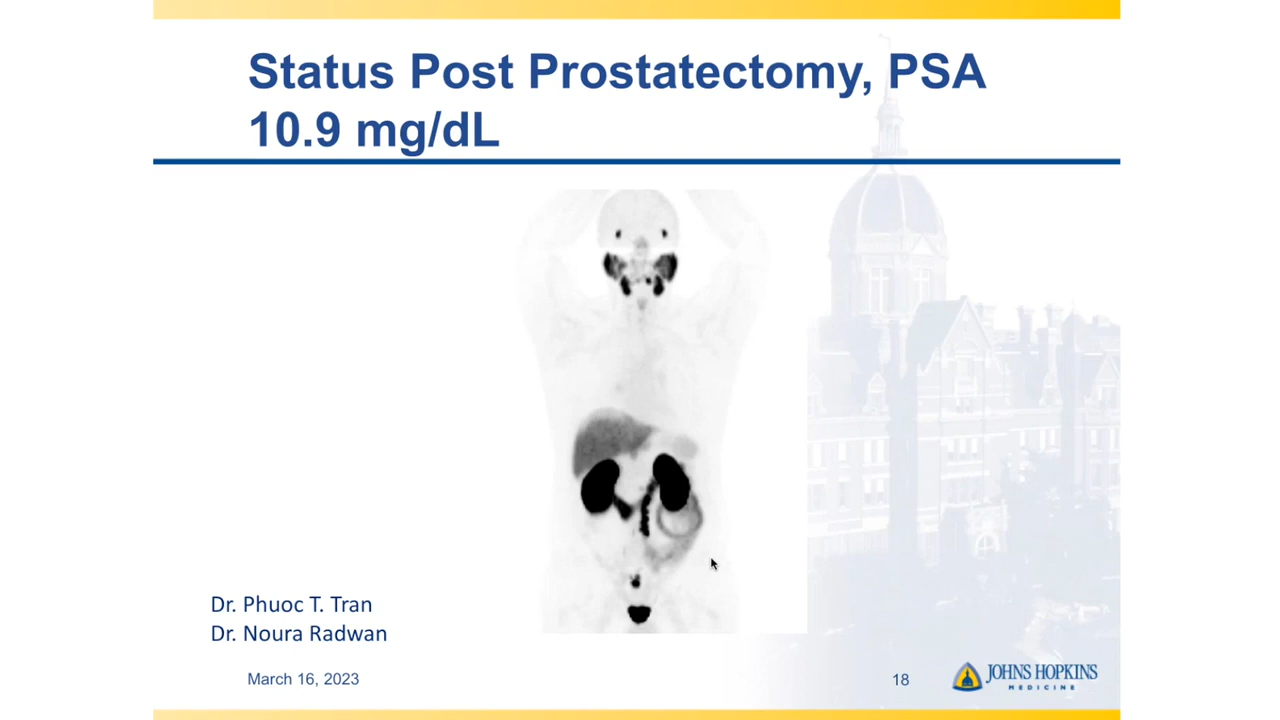 Status Post Prostatectomy, PSA
10.9 mg/dL
Dr. Phuoc T. Tran
Dr. Noura Radwan
March 16, 2023
18
JOHNS HOPKINS
MEDICINE